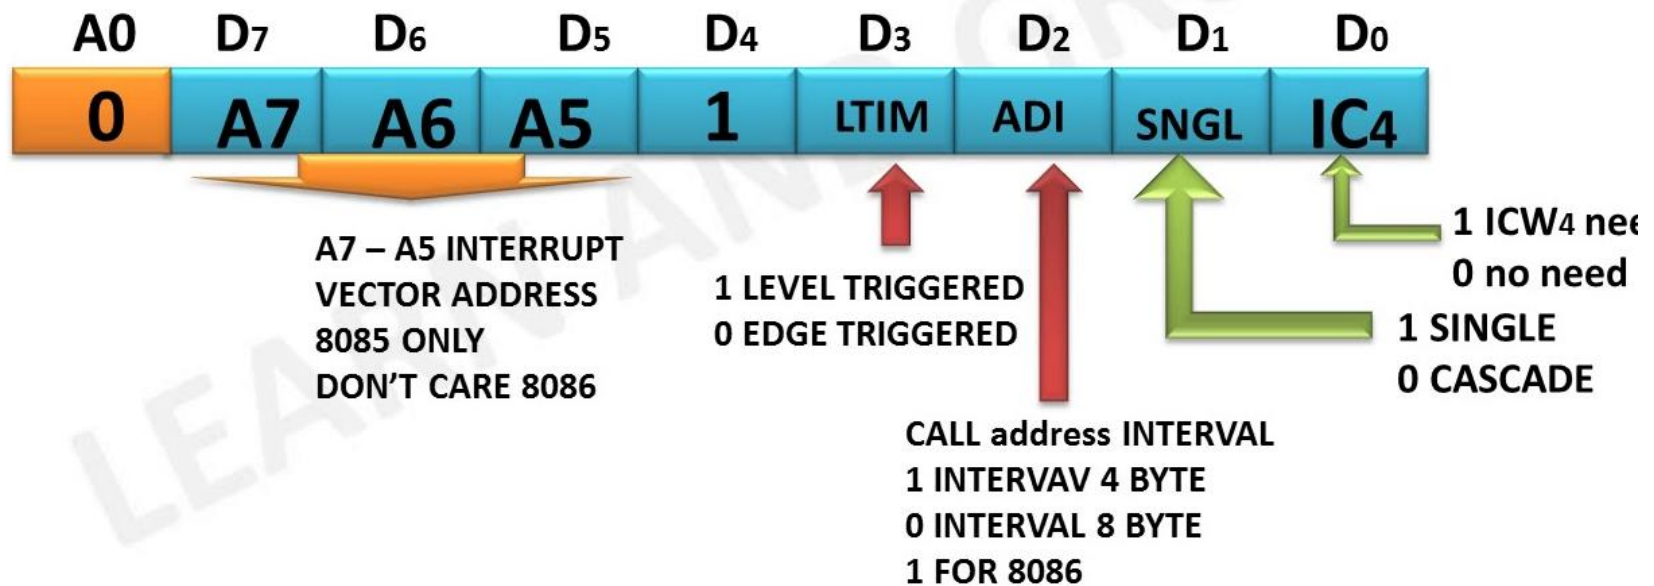 A0 D7 D6 D5 D4 D3 D2 D1 D0
0 A7 A6 A5 1 LTIM ADI SNGL IC4
A7 – A5 INTERRUPT
VECTOR ADDRESS
8085 ONLY
DON'T CARE 8086
1 LEVEL TRIGGERED
0 EDGE TRIGGERED
CALL address INTERVAL
1 INTERVAV 4 BYTE
0 INTERVAL 8 BYTE
1 FOR 8086
1 ICW4
0 no need
1 SINGLE
0 CASCADE
LEARN AND